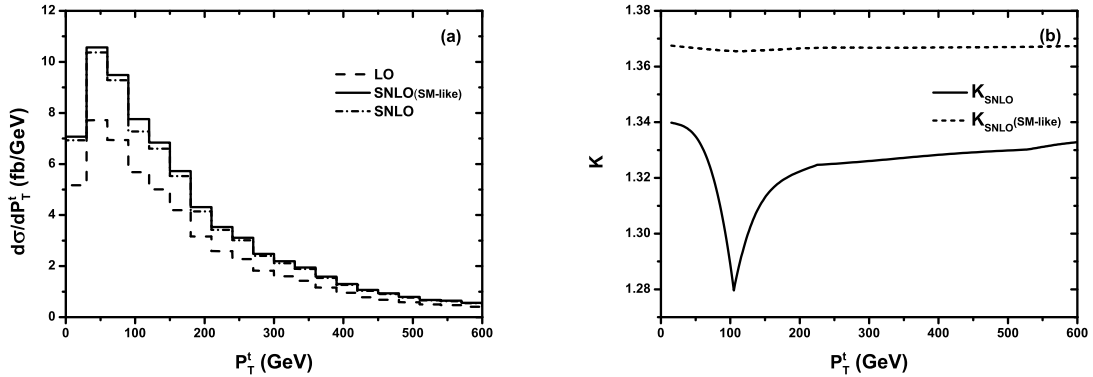 (a)
LO
SNLO(SM-like)
SNLO
dσ/dP_T^t (fb/GeV)
12
10
8
6
4
2
0
0 100 200 300 400 500 600
P_T^t (GeV)
(b)
K_SNLO
K_SNLO(SM-like)
K
1.38
1.36
1.34
1.32
1.30
1.28
0 100 200 300 400 500 600
P_T^t (GeV)